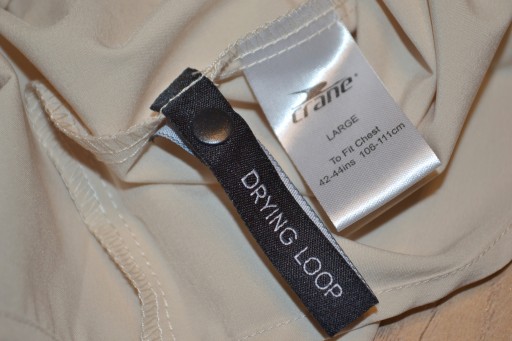 crane®
LARGE
To Fit Chest
42-44ins 106-111cm
DRYING LOOP